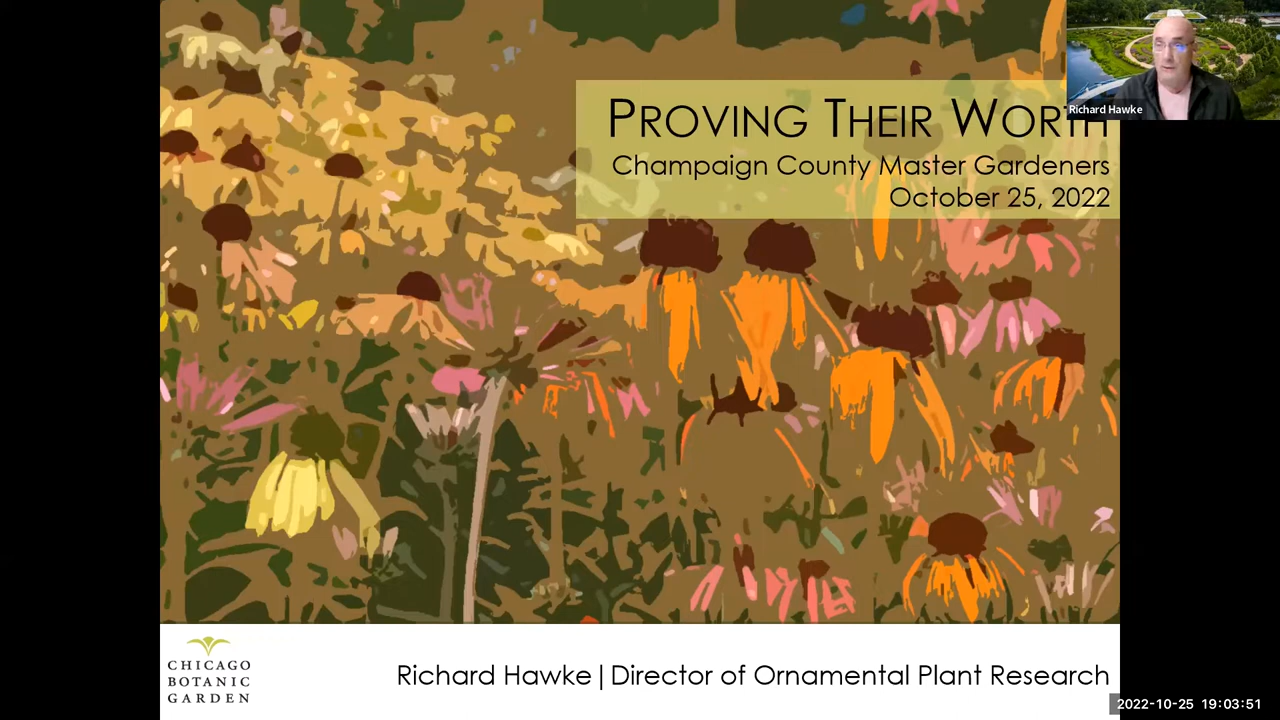 PROVING THEIR WORTH
Richard Hawke
Champaign County Master Gardeners
October 25, 2022
CHICAGO
BOTANIC
GARDEN
Richard Hawke | Director of Ornamental Plant Research
2022-10-25 19:03:51